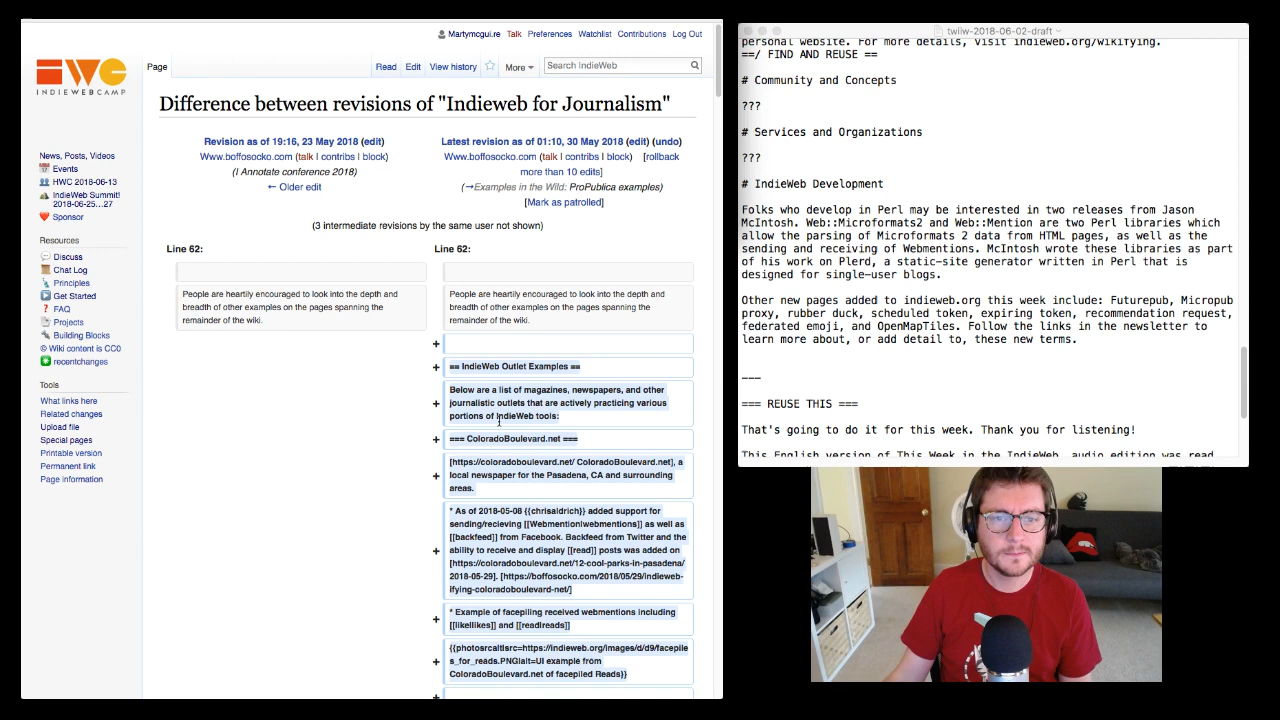 Martymcgui.re Talk Preferences Watchlist Contributions Log Out
INDIEWEBCAMP
Page Read Edit View history More Search IndieWeb
Difference between revisions of "Indieweb for Journalism"
News, Posts, Videos
Events
HWC 2018-06-13
IndieWeb Summit!
2018-06-25...27
Sponsor
Resources
Discuss
Chat Log
Principles
Get Started
FAQ
Projects
Building Blocks
Wiki content is CC0
recentchanges
Tools
What links here
Related changes
Upload file
Special pages
Printable version
Permanent link
Page information
Revision as of 19:16, 23 May 2018 (edit)
Www.boffosocko.com (talk | contribs | block)
(I Annotate conference 2018)
← Older edit
Latest revision as of 01:10, 30 May 2018 (edit) (undo)
Www.boffosocko.com (talk | contribs | block) [rollback
more than 10 edits]
(→Examples in the Wild: ProPublica examples)
[Mark as patrolled]
(3 intermediate revisions by the same user not shown)
Line 62:
People are heartily encouraged to look into the depth and
breadth of other examples on the pages spanning the
remainder of the wiki.
Line 62:
People are heartily encouraged to look into the depth and
breadth of other examples on the pages spanning the
remainder of the wiki.
+
+ == IndieWeb Outlet Examples ==
Below are a list of magazines, newspapers, and other
+ journalistic outlets that are actively practicing various
portions of IndieWeb tools:
+ === ColoradoBoulevard.net ===
[https://coloradoboulevard.net/ ColoradoBoulevard.net], a
+ local newspaper for the Pasadena, CA and surrounding
areas.
* As of 2018-05-08 {{chrisaldrich}} added support for
sending/recieving [[Webmention|webmentions]] as well as
[[backfeed]] from Facebook. Backfeed from Twitter and the
+ ability to receive and display [[read]] posts was added on
[https://coloradoboulevard.net/12-cool-parks-in-pasadena/
2018-05-29]. [https://boffosocko.com/2018/05/29/indieweb-
ifying-coloradoboulevard-net/]
+ * Example of facepiling received webmentions including
[[like|likes]] and [[read|reads]]
{{photosrcalt|src=https://indieweb.org/images/d/d9/facepile
+ s_for_reads.PNG|alt=UI example from
ColoradoBoulevard.net of facepiled Reads}}
+
twiiw-2018-06-02-draft
personal website. For more details, visit indieweb.org/wikifying.
==/ FIND AND REUSE ==
# Community and Concepts
???
# Services and Organizations
???
# IndieWeb Development
Folks who develop in Perl may be interested in two releases from Jason
McIntosh. Web::Microformats2 and Web::Mention are two Perl libraries which
allow the parsing of Microformats 2 data from HTML pages, as well as the
sending and receiving of Webmentions. McIntosh wrote these libraries as part
of his work on Plerd, a static-site generator written in Perl that is
designed for single-user blogs.
Other new pages added to indieweb.org this week include: Futurepub, Micropub
proxy, rubber duck, scheduled token, expiring token, recommendation request,
federated emoji, and OpenMapTiles. Follow the links in the newsletter to
learn more about, or add detail to, these new terms.
---
=== REUSE THIS ===
That's going to do it for this week. Thank you for listening!
This English version of This Week in the IndieWeb, audio edition was read